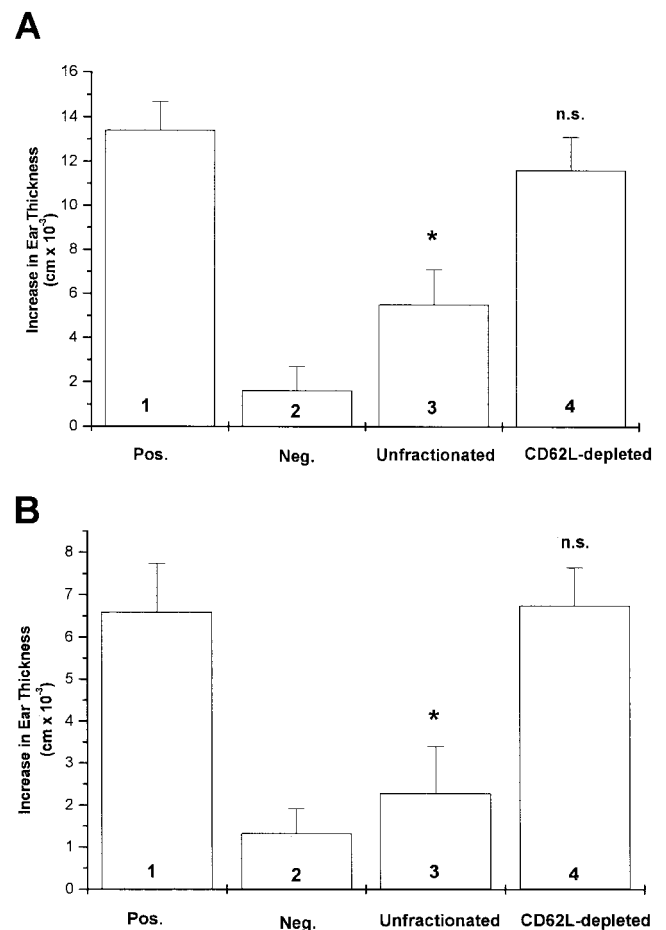 A
Increase in Ear Thickness
(cm x 10⁻³)
16
14
12
10
8
6
4
2
0
n.s.
*
1
2
3
4
Pos.
Neg.
Unfractionated
CD62L-depleted
B
Increase in Ear Thickness
(cm x 10⁻³)
8
7
6
5
4
3
2
1
0
n.s.
*
1
2
3
4
Pos.
Neg.
Unfractionated
CD62L-depleted